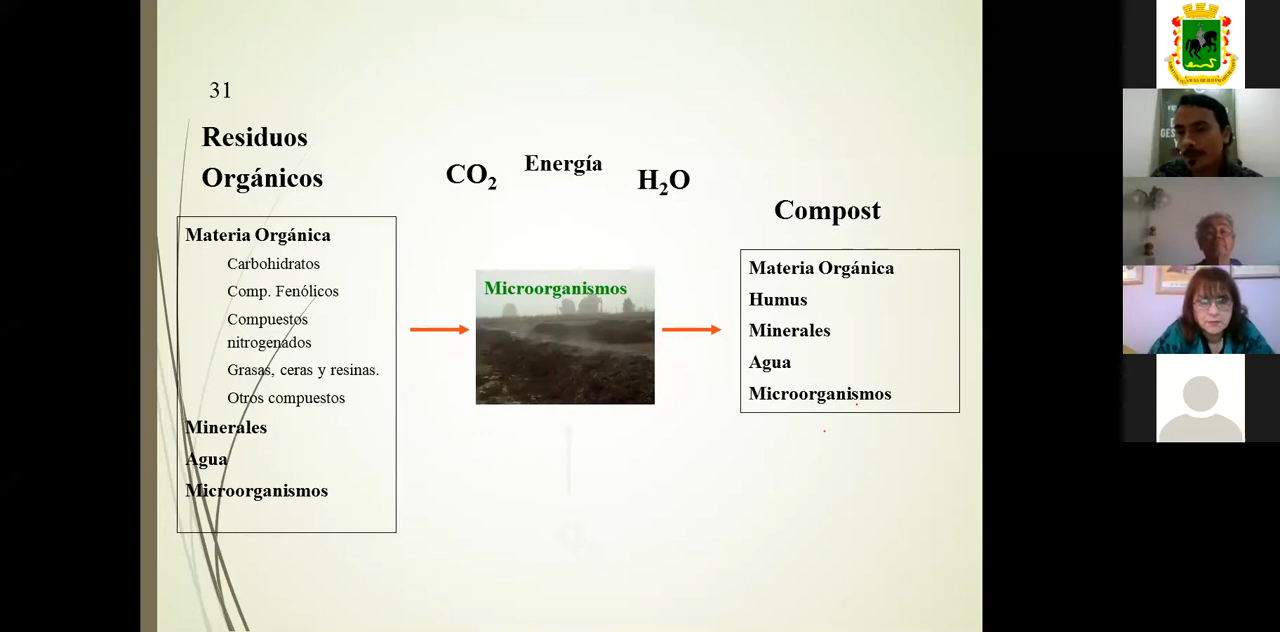 31
Residuos
Orgánicos
Materia Orgánica
Carbohidratos
Comp. Fenólicos
Compuestos
nitrogenados
Grasas, ceras y resinas.
Otros compuestos
Minerales
Agua
Microorganismos
CO₂
Energía
H₂O
Microorganismos
Compost
Materia Orgánica
Humus
Minerales
Agua
Microorganismos